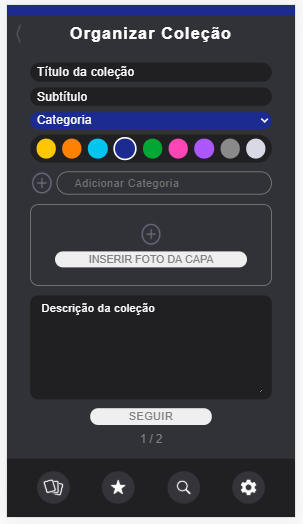 Organizar Coleção
Título da coleção
Subtítulo
Categoria
Adicionar Categoria
INSERIR FOTO DA CAPA
Descrição da coleção
SEGUIR
1 / 2